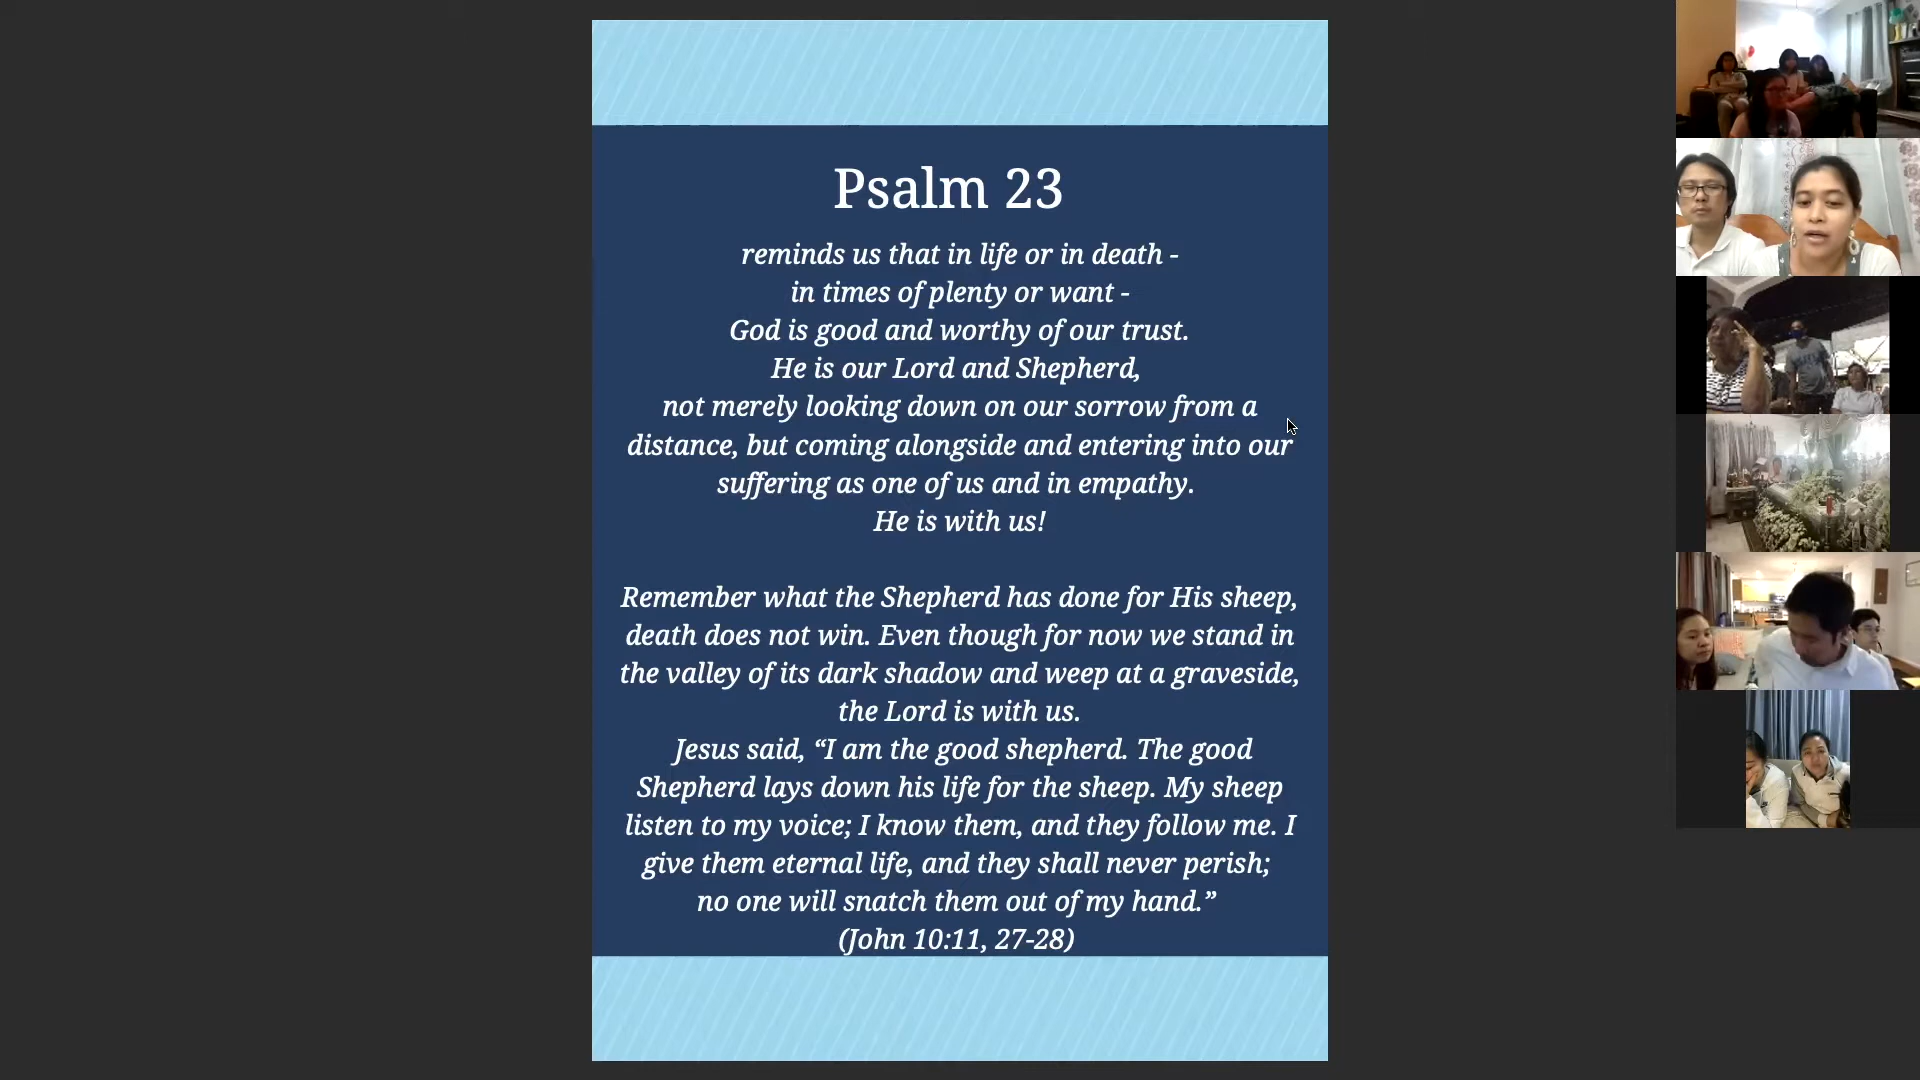 Psalm 23
reminds us that in life or in death -
in times of plenty or want -
God is good and worthy of our trust.
He is our Lord and Shepherd,
not merely looking down on our sorrow from a
distance, but coming alongside and entering into our
suffering as one of us and in empathy.
He is with us!
Remember what the Shepherd has done for His sheep,
death does not win. Even though for now we stand in
the valley of its dark shadow and weep at a graveside,
the Lord is with us.
Jesus said, “I am the good shepherd. The good
Shepherd lays down his life for the sheep. My sheep
listen to my voice; I know them, and they follow me. I
give them eternal life, and they shall never perish;
no one will snatch them out of my hand.”
(John 10:11, 27-28)